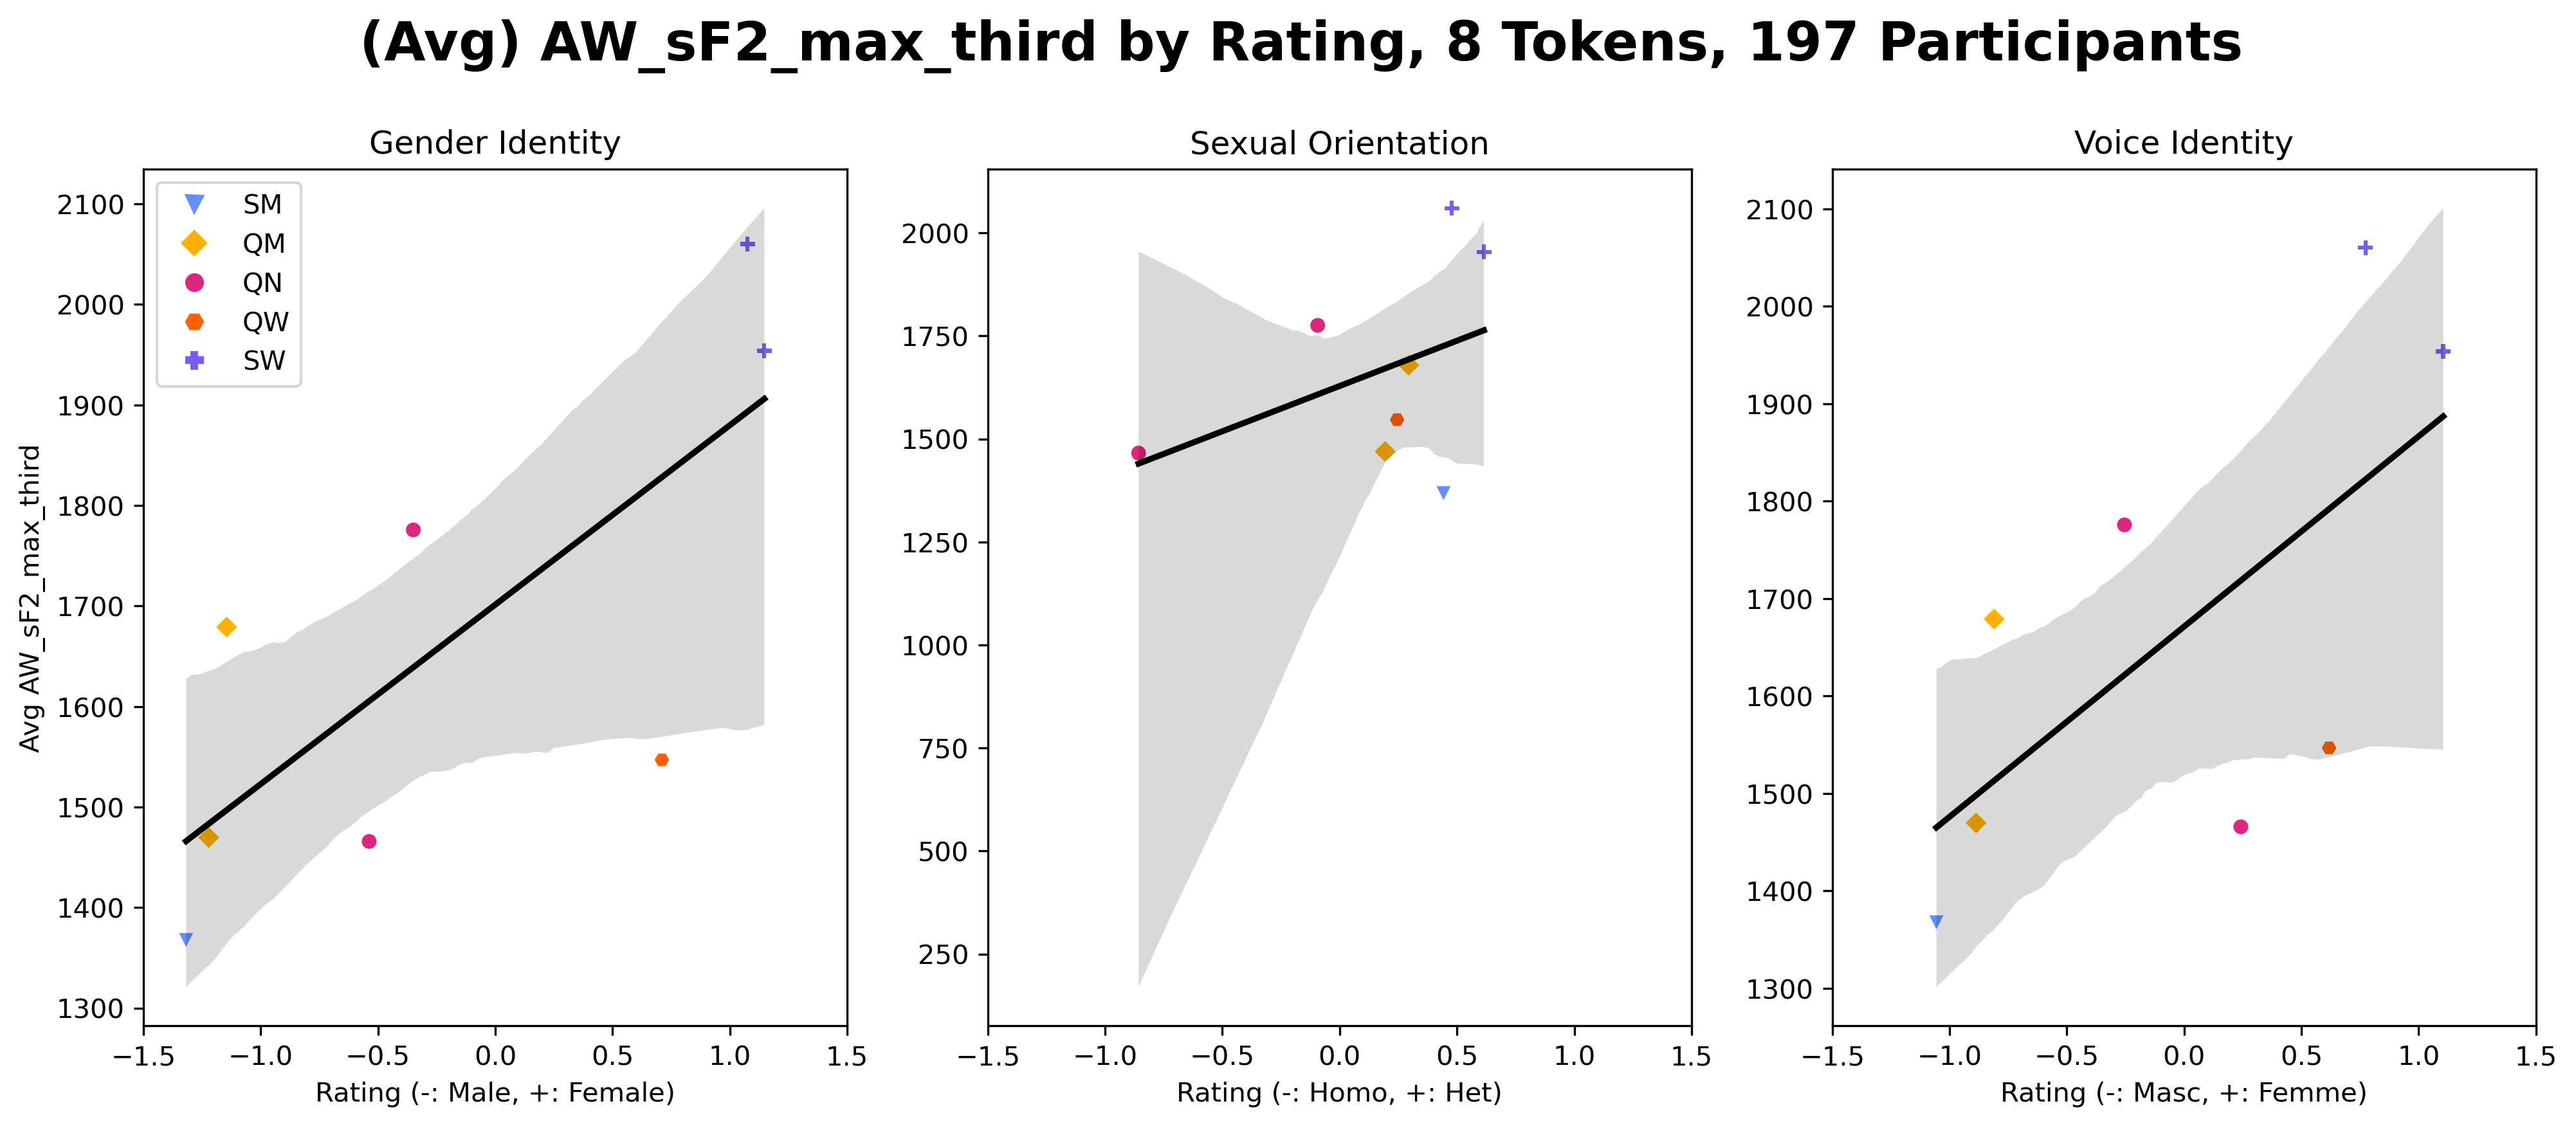 (Avg) AW_sF2_max_third by Rating, 8 Tokens, 197 Participants
Gender Identity
Sexual Orientation
Voice Identity
SM
QM
QN
QW
SW
Avg AW_sF2_max_third
2100
2000
1900
1800
1700
1600
1500
1400
1300
−1.5 −1.0 −0.5 0.0 0.5 1.0 1.5
Rating (-: Male, +: Female)
2000
1750
1500
1250
1000
750
500
250
−1.5 −1.0 −0.5 0.0 0.5 1.0 1.5
Rating (-: Homo, +: Het)
2100
2000
1900
1800
1700
1600
1500
1400
1300
−1.5 −1.0 −0.5 0.0 0.5 1.0 1.5
Rating (-: Masc, +: Femme)